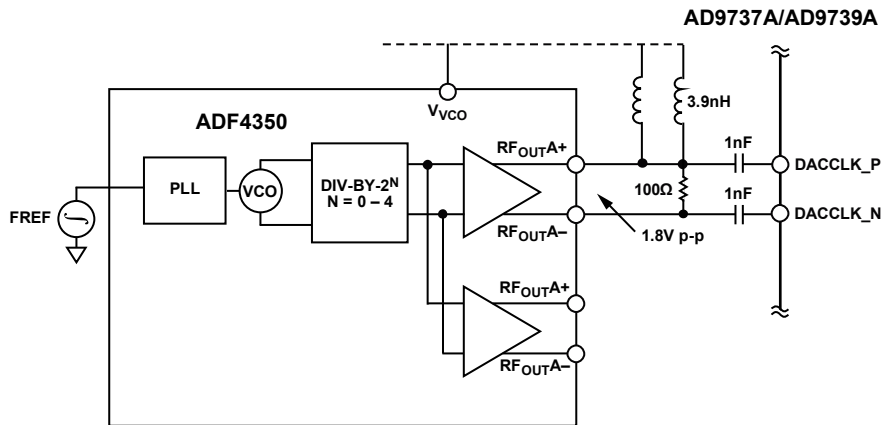 AD9737A/AD9739A
VVCO
3.9nH
ADF4350
RFOUTA+
1nF
DACCLK_P
PLL
VCO
DIV-BY-2N
N = 0 – 4
100Ω
1nF
FREF
RFOUTA–
DACCLK_N
1.8V p-p
RFOUTA+
RFOUTA–